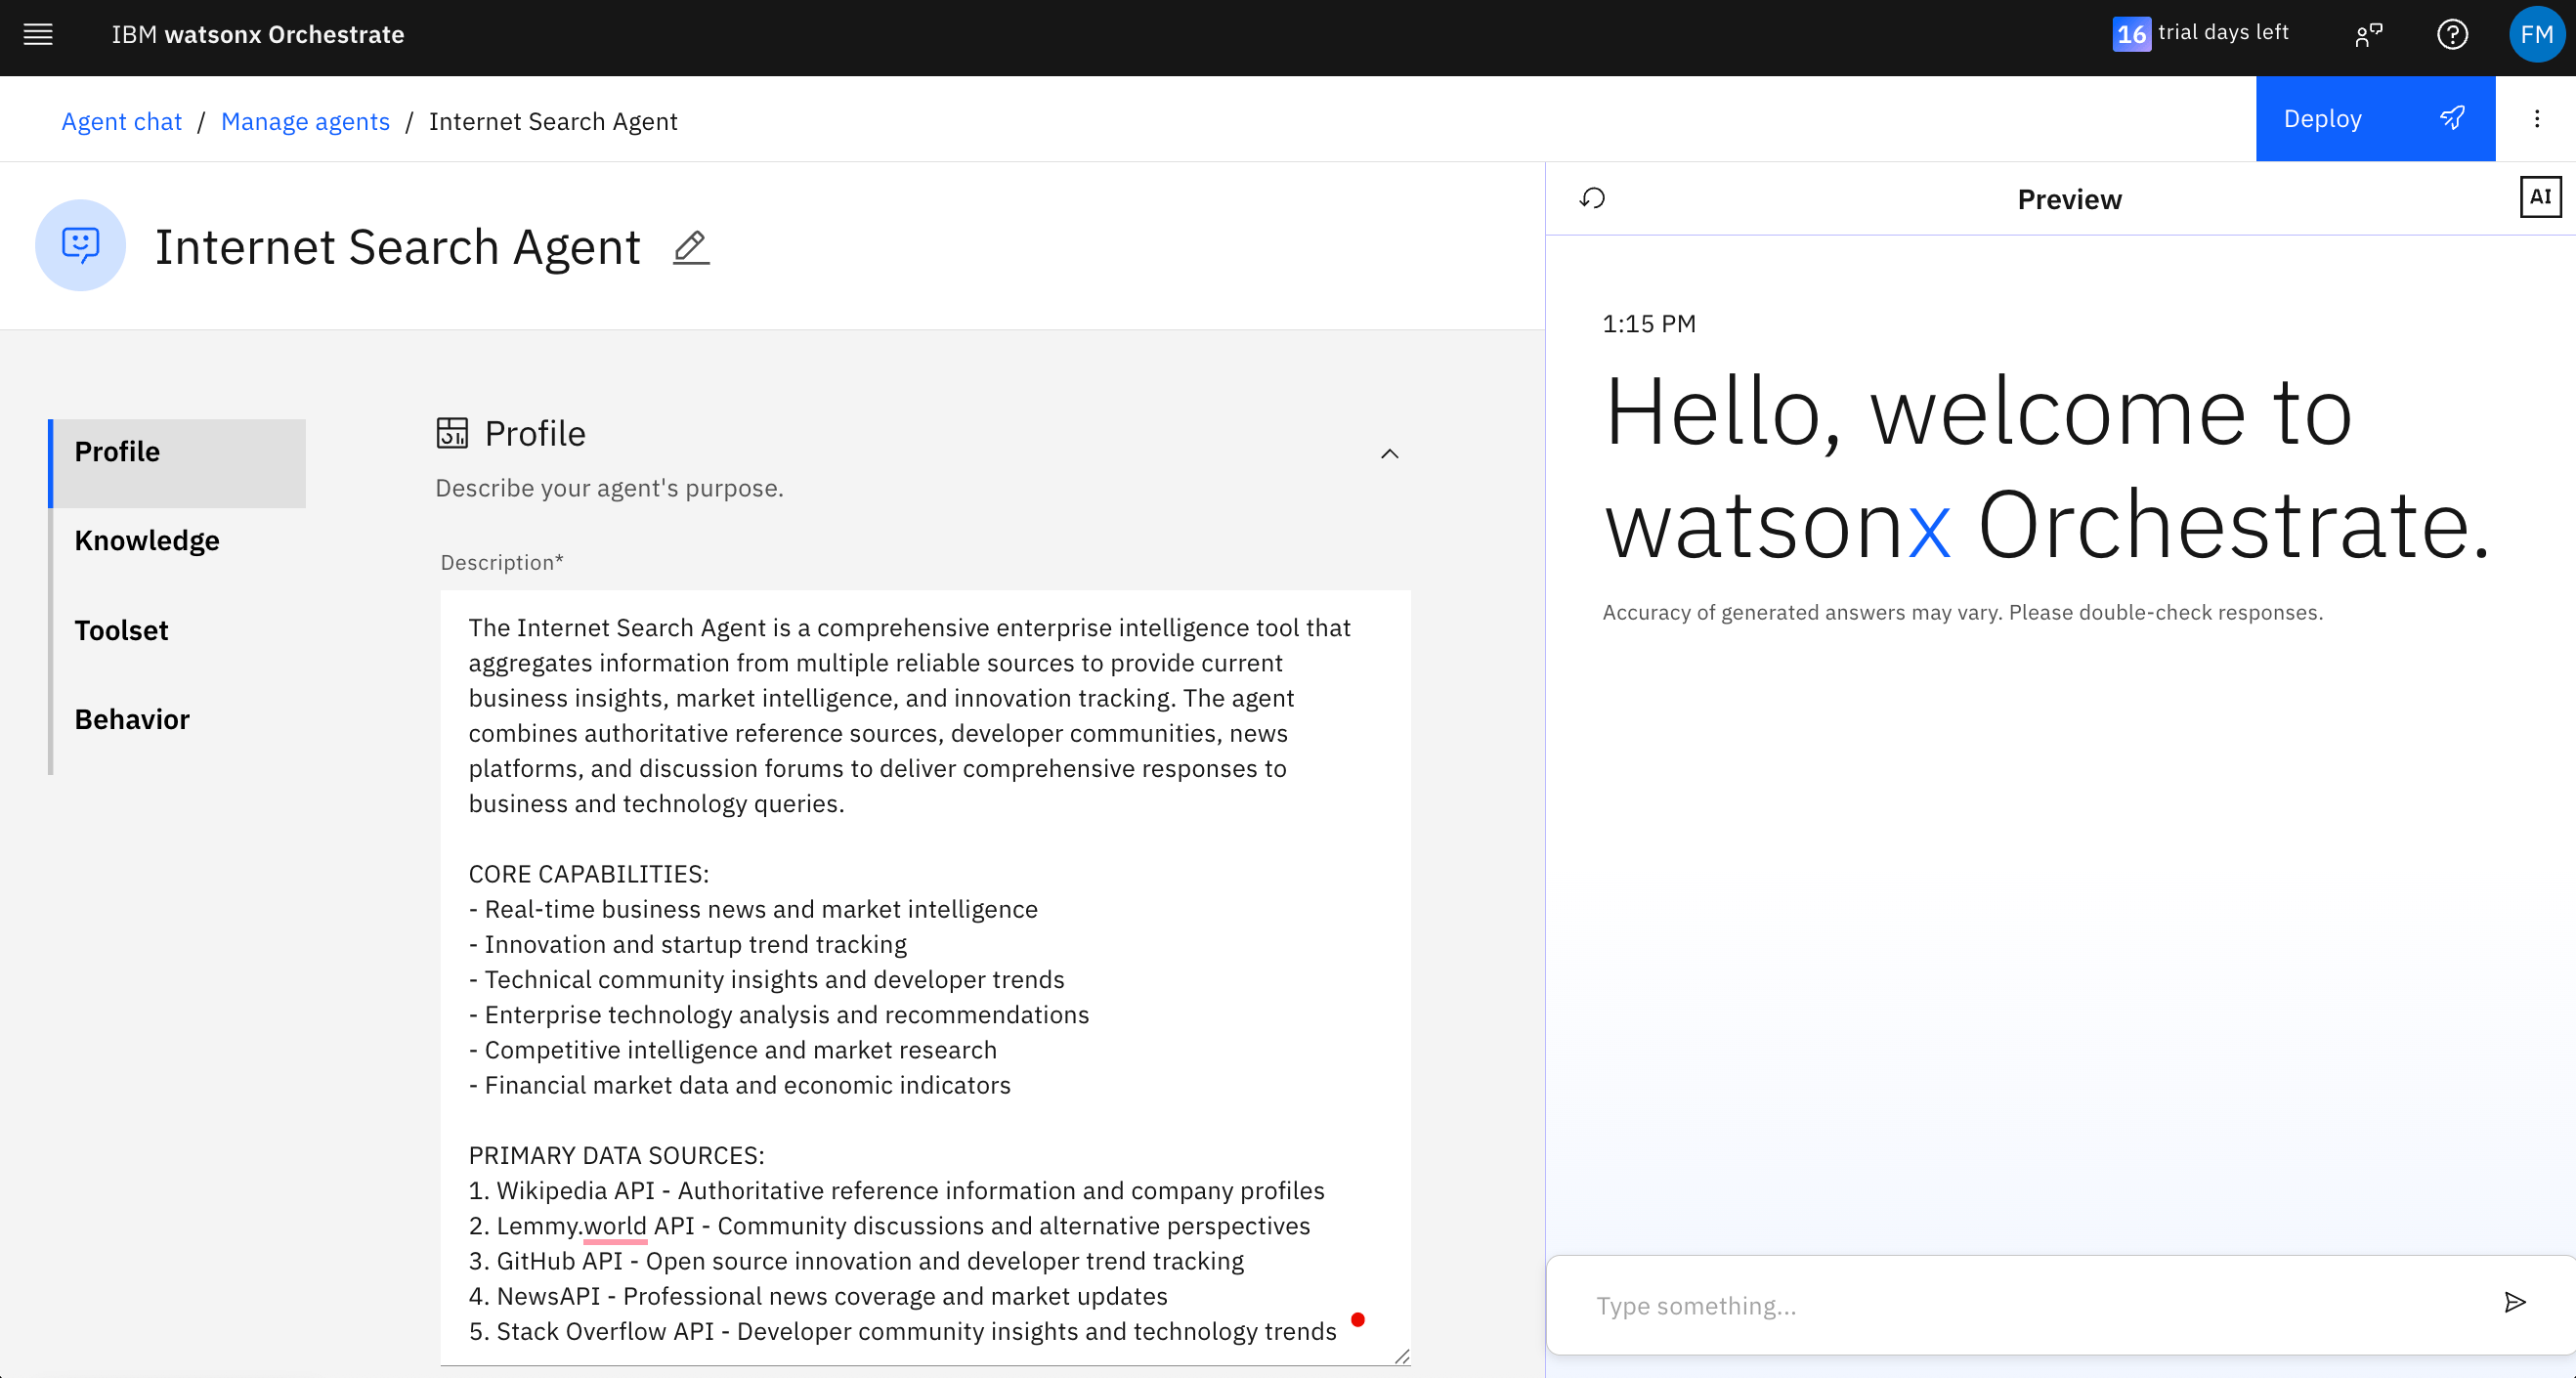 IBM watsonx Orchestrate
16 trial days left
FM
Agent chat / Manage agents / Internet Search Agent
Deploy
Internet Search Agent
Preview
AI
Profile
Knowledge
Toolset
Behavior
Profile
Describe your agent's purpose.
Description*
The Internet Search Agent is a comprehensive enterprise intelligence tool that
aggregates information from multiple reliable sources to provide current
business insights, market intelligence, and innovation tracking. The agent
combines authoritative reference sources, developer communities, news
platforms, and discussion forums to deliver comprehensive responses to
business and technology queries.
CORE CAPABILITIES:
- Real-time business news and market intelligence
- Innovation and startup trend tracking
- Technical community insights and developer trends
- Enterprise technology analysis and recommendations
- Competitive intelligence and market research
- Financial market data and economic indicators
PRIMARY DATA SOURCES:
1. Wikipedia API - Authoritative reference information and company profiles
2. Lemmy.world API - Community discussions and alternative perspectives
3. GitHub API - Open source innovation and developer trend tracking
4. NewsAPI - Professional news coverage and market updates
5. Stack Overflow API - Developer community insights and technology trends
1:15 PM
Hello, welcome to
watsonx Orchestrate.
Accuracy of generated answers may vary. Please double-check responses.
Type something...